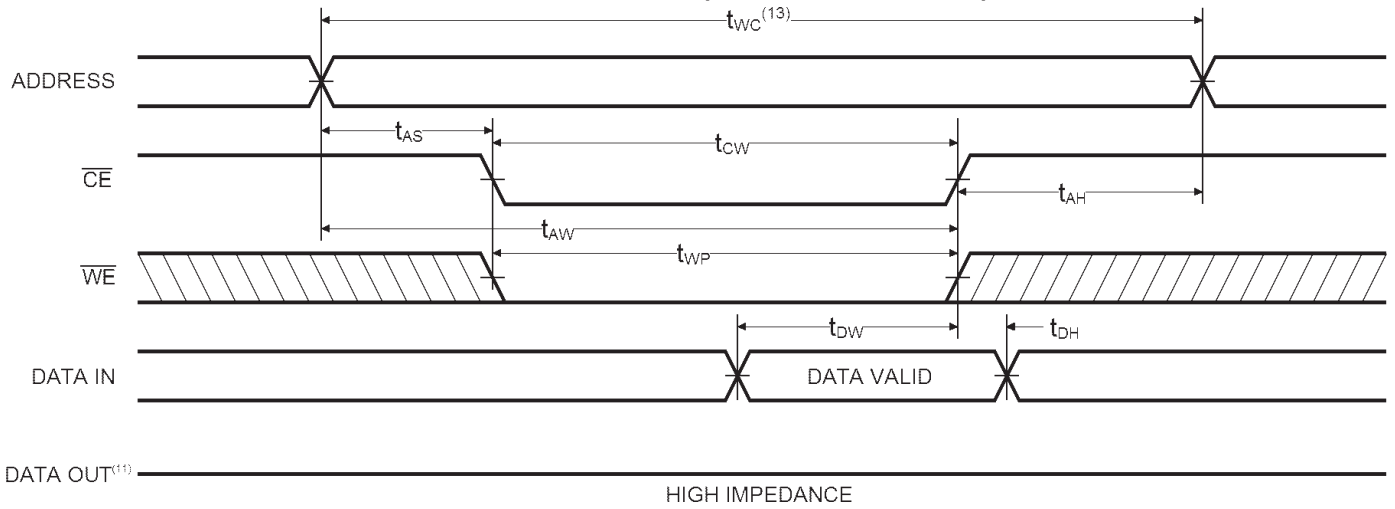 tWC(13)
ADDRESS
tAS
tCW
CE
tAH
tAW
tWP
WE
tDW
tDH
DATA IN
DATA VALID
DATA OUT(11)
HIGH IMPEDANCE